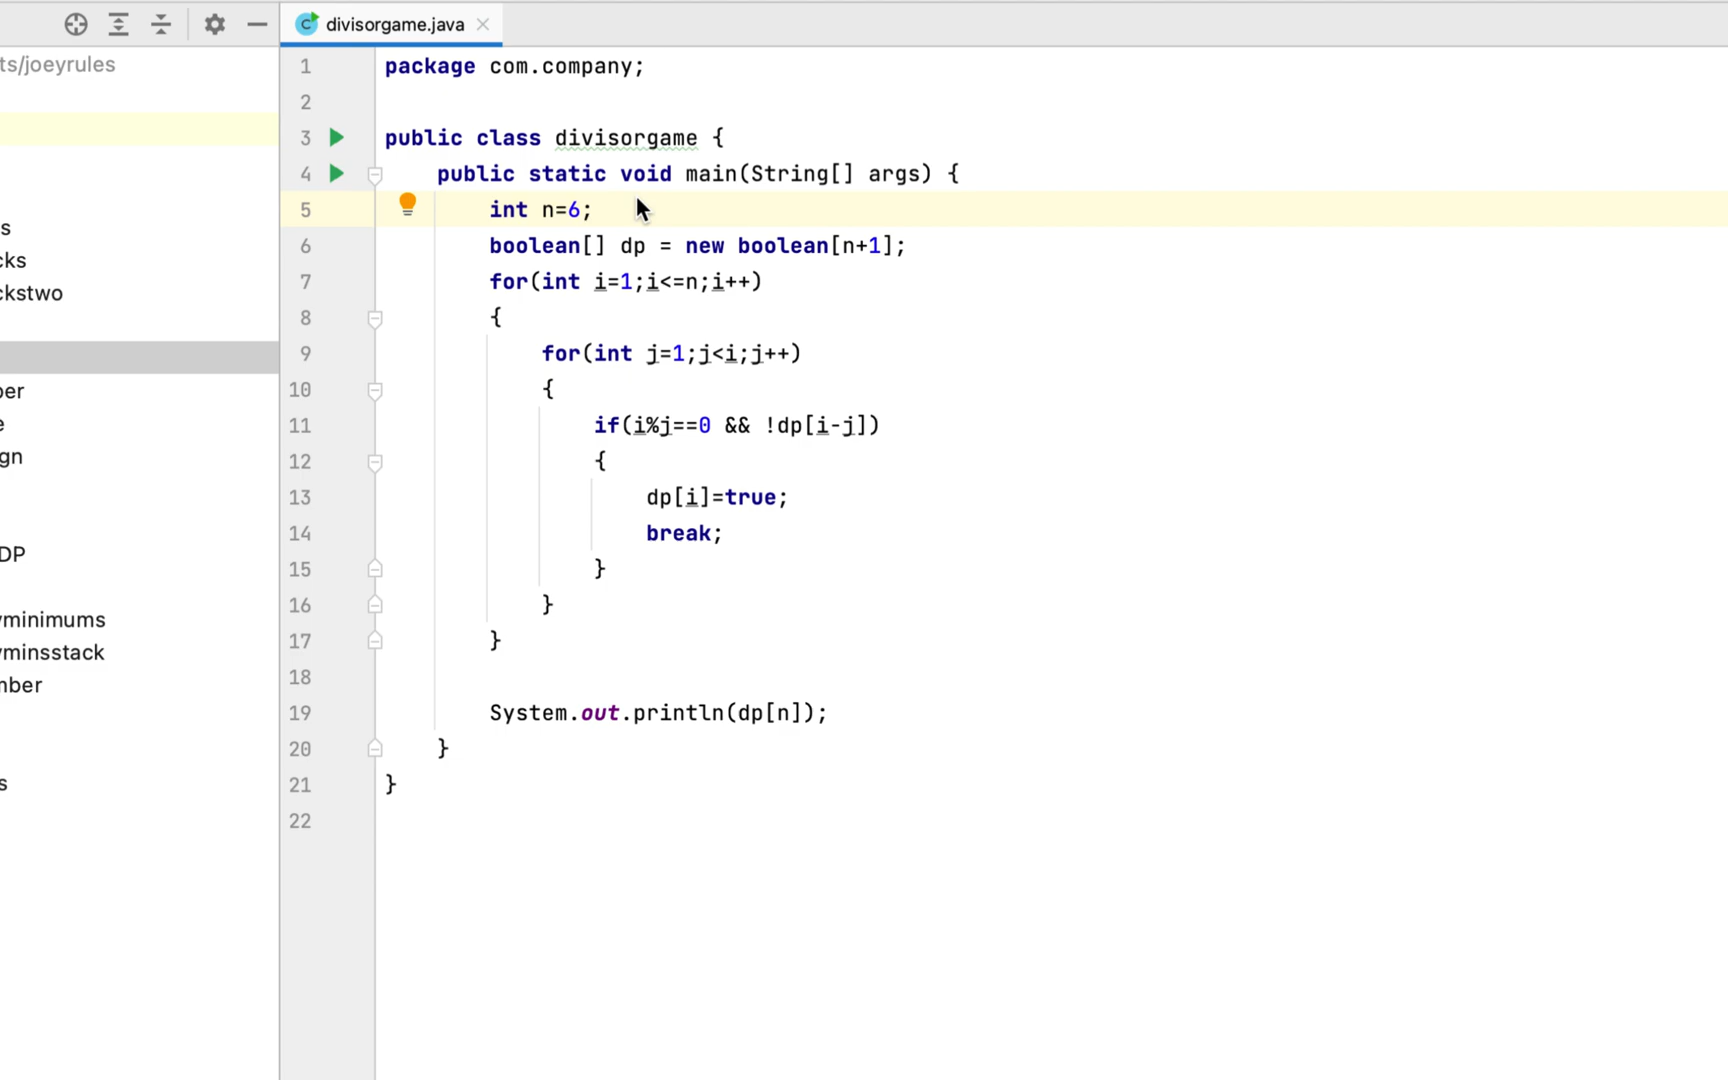 divisorgame.java
ts/joeyrules
s
cks
ckstwo
ber
e
gn
DP
yminimums
yminsstack
mber
s
1 package com.company;
2
3 public class divisorgame {
4 public static void main(String[] args) {
5 int n=6;
6 boolean[] dp = new boolean[n+1];
7 for(int i=1;i<=n;i++)
8 {
9 for(int j=1;j<i;j++)
10 {
11 if(i%j==0 && !dp[i-j])
12 {
13 dp[i]=true;
14 break;
15 }
16 }
17 }
18
19 System.out.println(dp[n]);
20 }
21 }
22